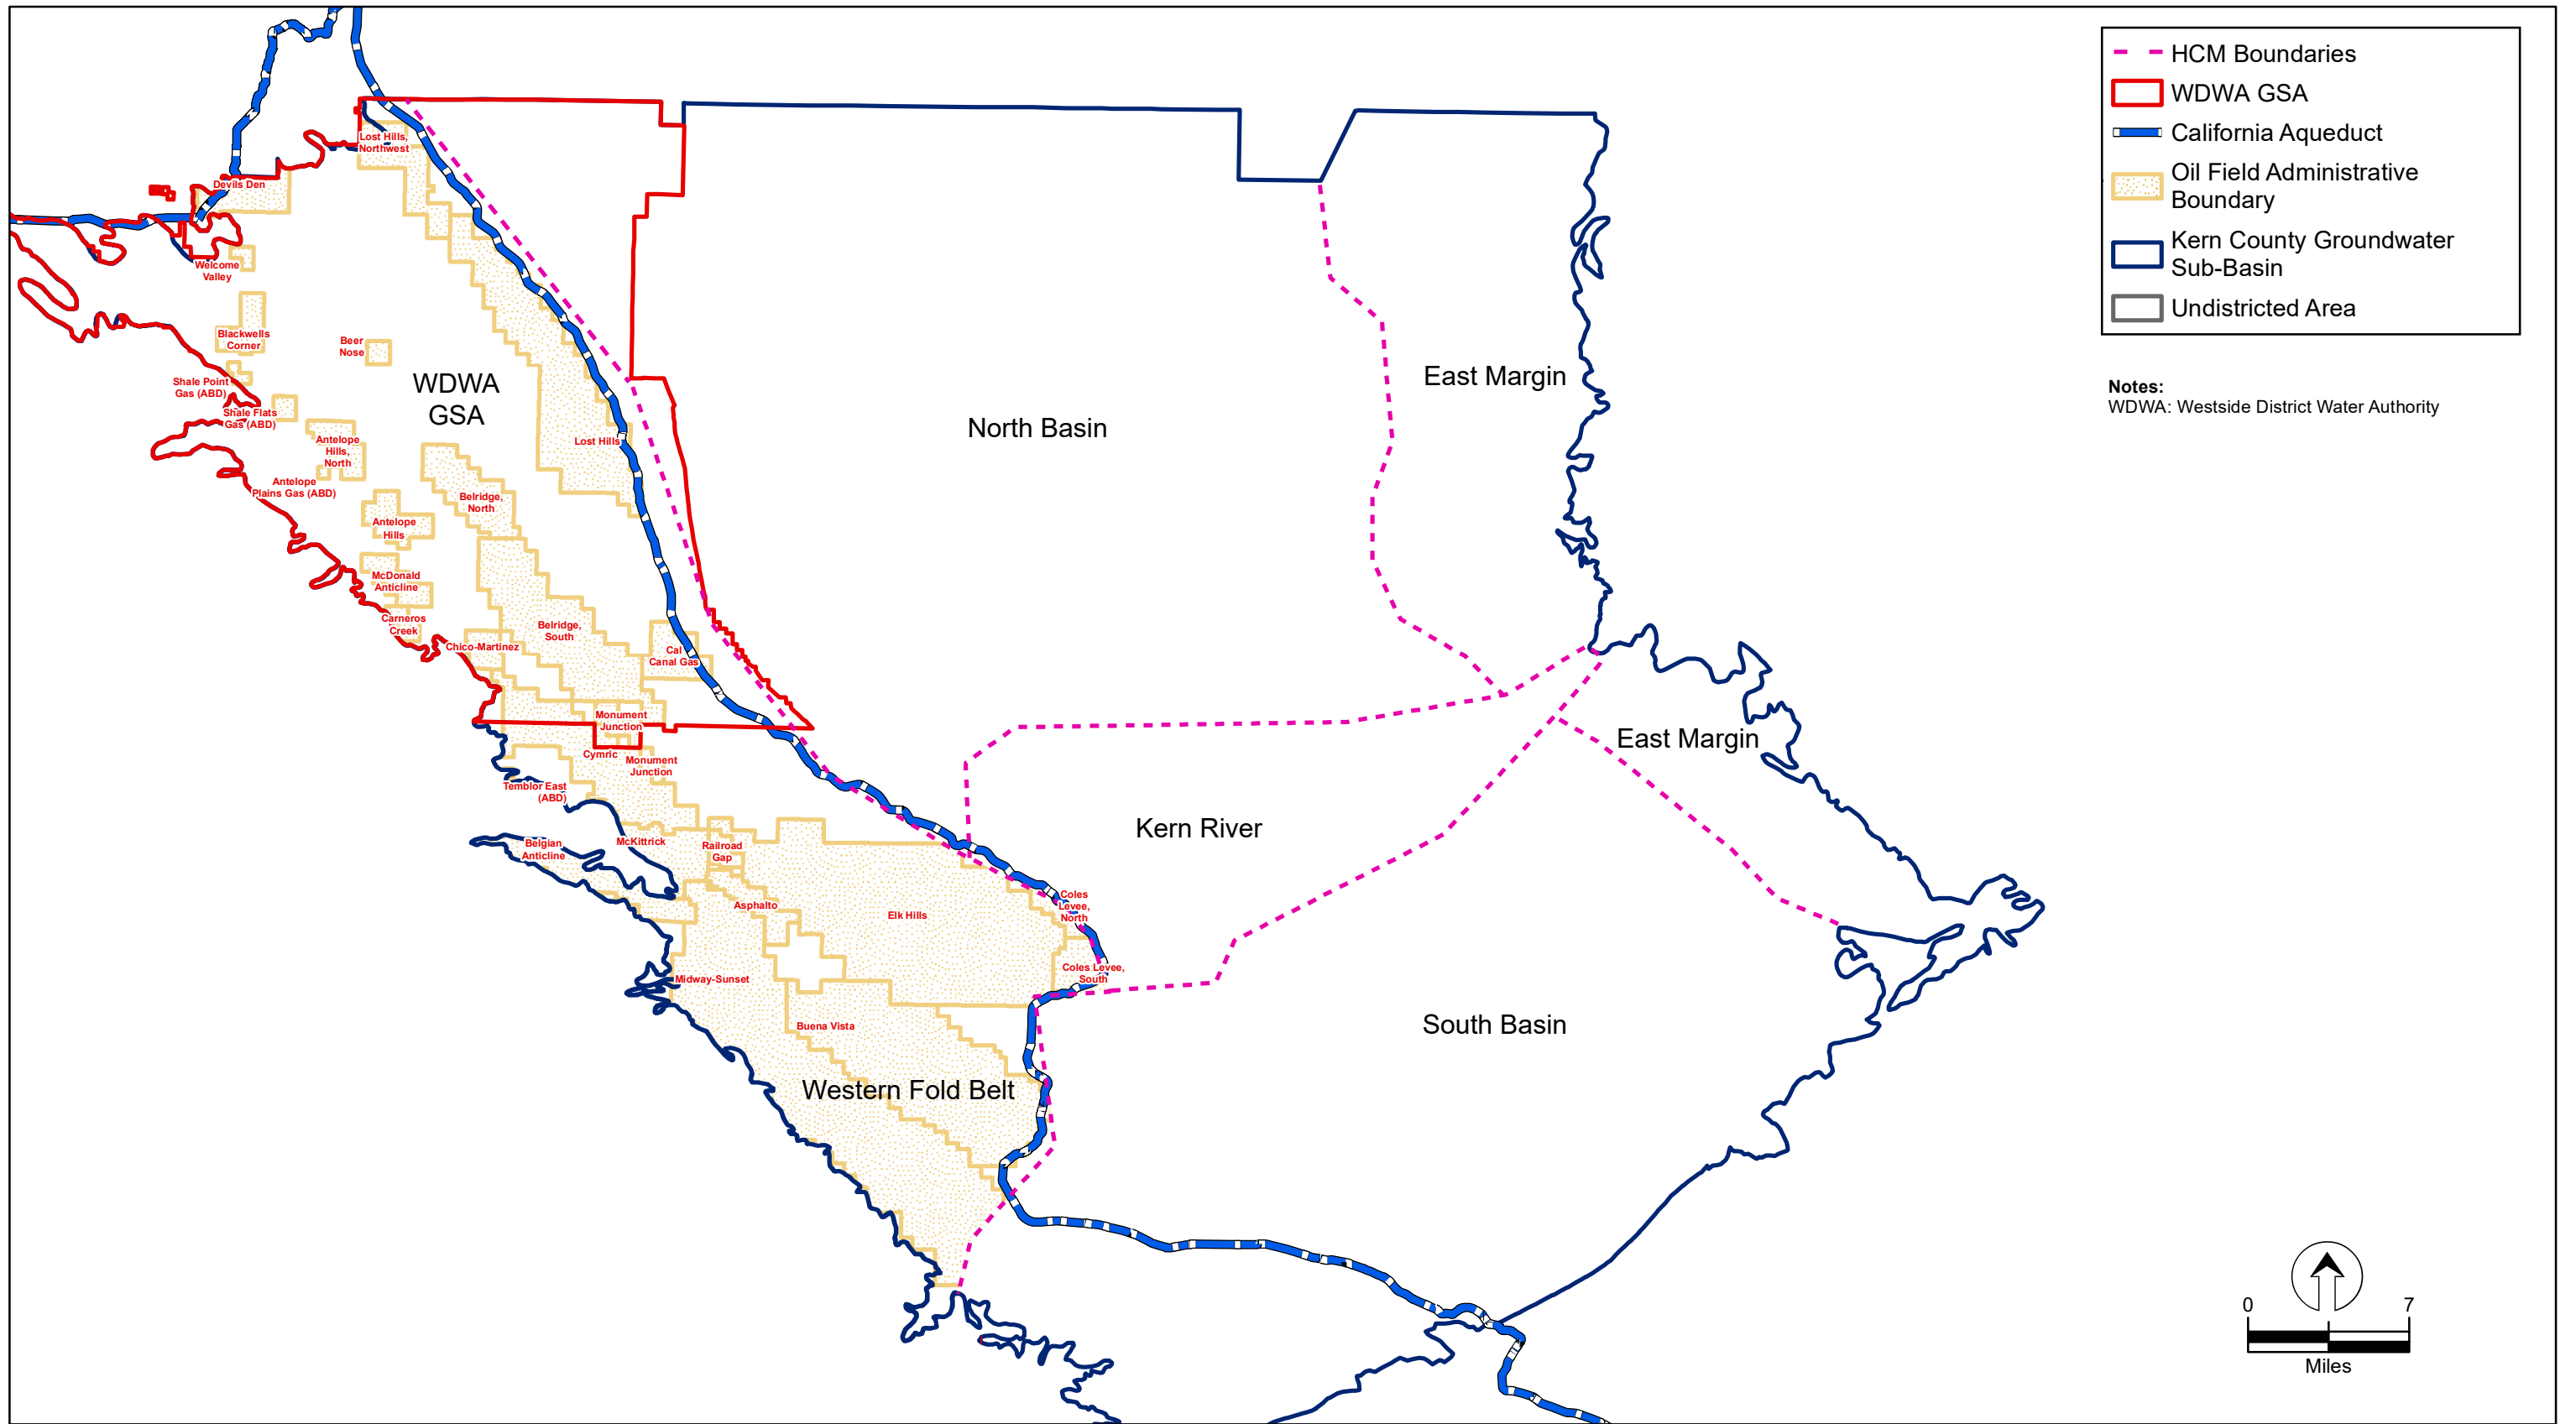 HCM Boundaries
WDWA GSA
California Aqueduct
Oil Field Administrative
Boundary
Kern County Groundwater
Sub-Basin
Undistricted Area
Notes:
WDWA: Westside District Water Authority
Lost Hills,
Northwest
Devils Den
Welcome
Valley
Blackwells
Corner
Beer
Nose
Shale Point
Gas (ABD)
Shale Flats
Gas (ABD)
WDWA
GSA
Antelope
Hills,
North
Lost Hills
Antelope
Plains Gas (ABD)
Belridge,
North
Antelope
Hills
McDonald
Anticline
Carneros
Creek
Chico-Martinez
Belridge,
South
Cal
Canal Gas
Monument
Junction
Cymric
Monument
Junction
Temblor East
(ABD)
Belgian
Anticline
McKittrick
Railroad
Gap
Asphalto
Elk Hills
Coles
Levee,
North
Coles Levee,
South
Midway-Sunset
Buena Vista
Western Fold Belt
North Basin
East Margin
East Margin
Kern River
South Basin
0 7
Miles